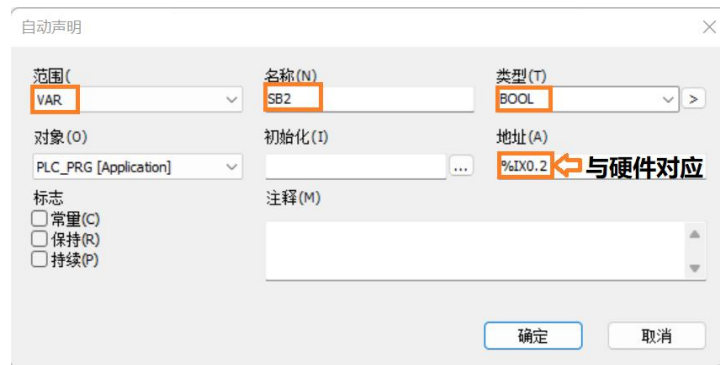 自动声明
范围(
名称(N)
类型(T)
VAR
SB2
BOOL
>
对象(O)
初始化(I)
地址(A)
PLC_PRG [Application]
...
%IX0.2
与硬件对应
标志
注释(M)
常量(C)
保持(R)
持续(P)
确定
取消